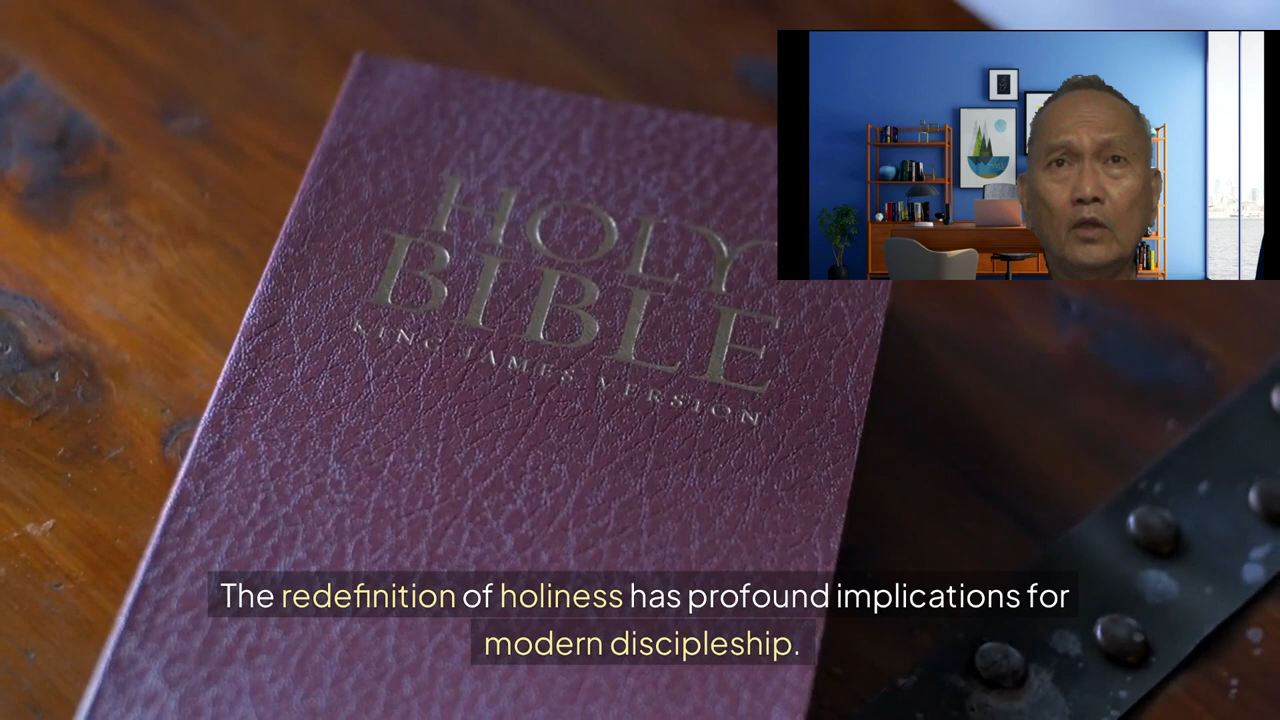 HOLY
BIBLE
KING JAMES VERSION
The redefinition of holiness has profound implications for
modern discipleship.